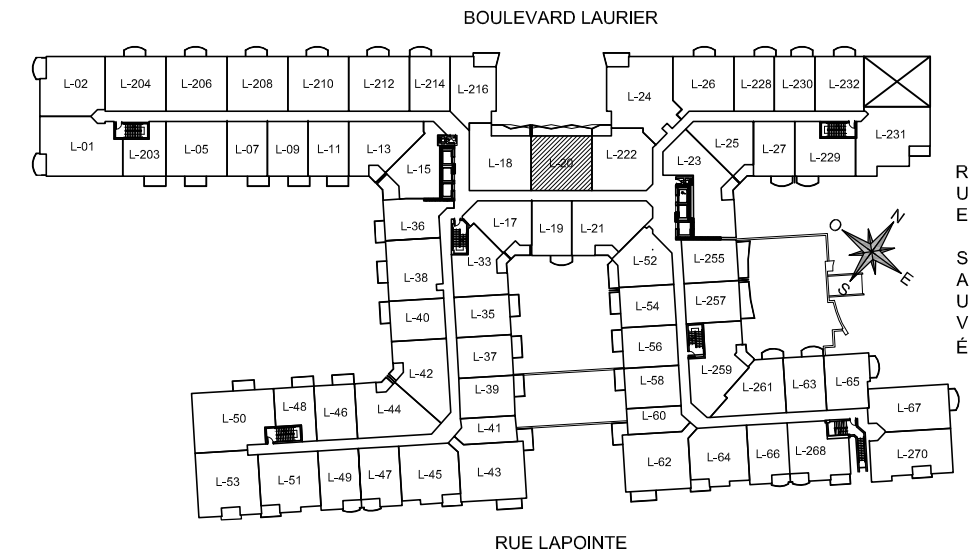 BOULEVARD LAURIER
L-02 L-204 L-206 L-208 L-210 L-212 L-214 L-216 L-24 L-26 L-228 L-230 L-232
L-01 L-203 L-05 L-07 L-09 L-11 L-13 L-15 L-18 L-20 L-222 L-23 L-25 L-27 L-229 L-231
RUE SAUVÉ
L-36 L-17 L-19 L-21
N
O
E
S
L-33 L-52 L-255
L-38
L-35 L-54 L-257
L-40
L-37 L-56
L-42 L-259
L-39 L-58 L-261 L-63 L-65
L-50 L-48 L-46 L-44
L-41 L-60 L-67
L-53 L-51 L-49 L-47 L-45 L-43 L-62 L-64 L-66 L-268 L-270
RUE LAPOINTE